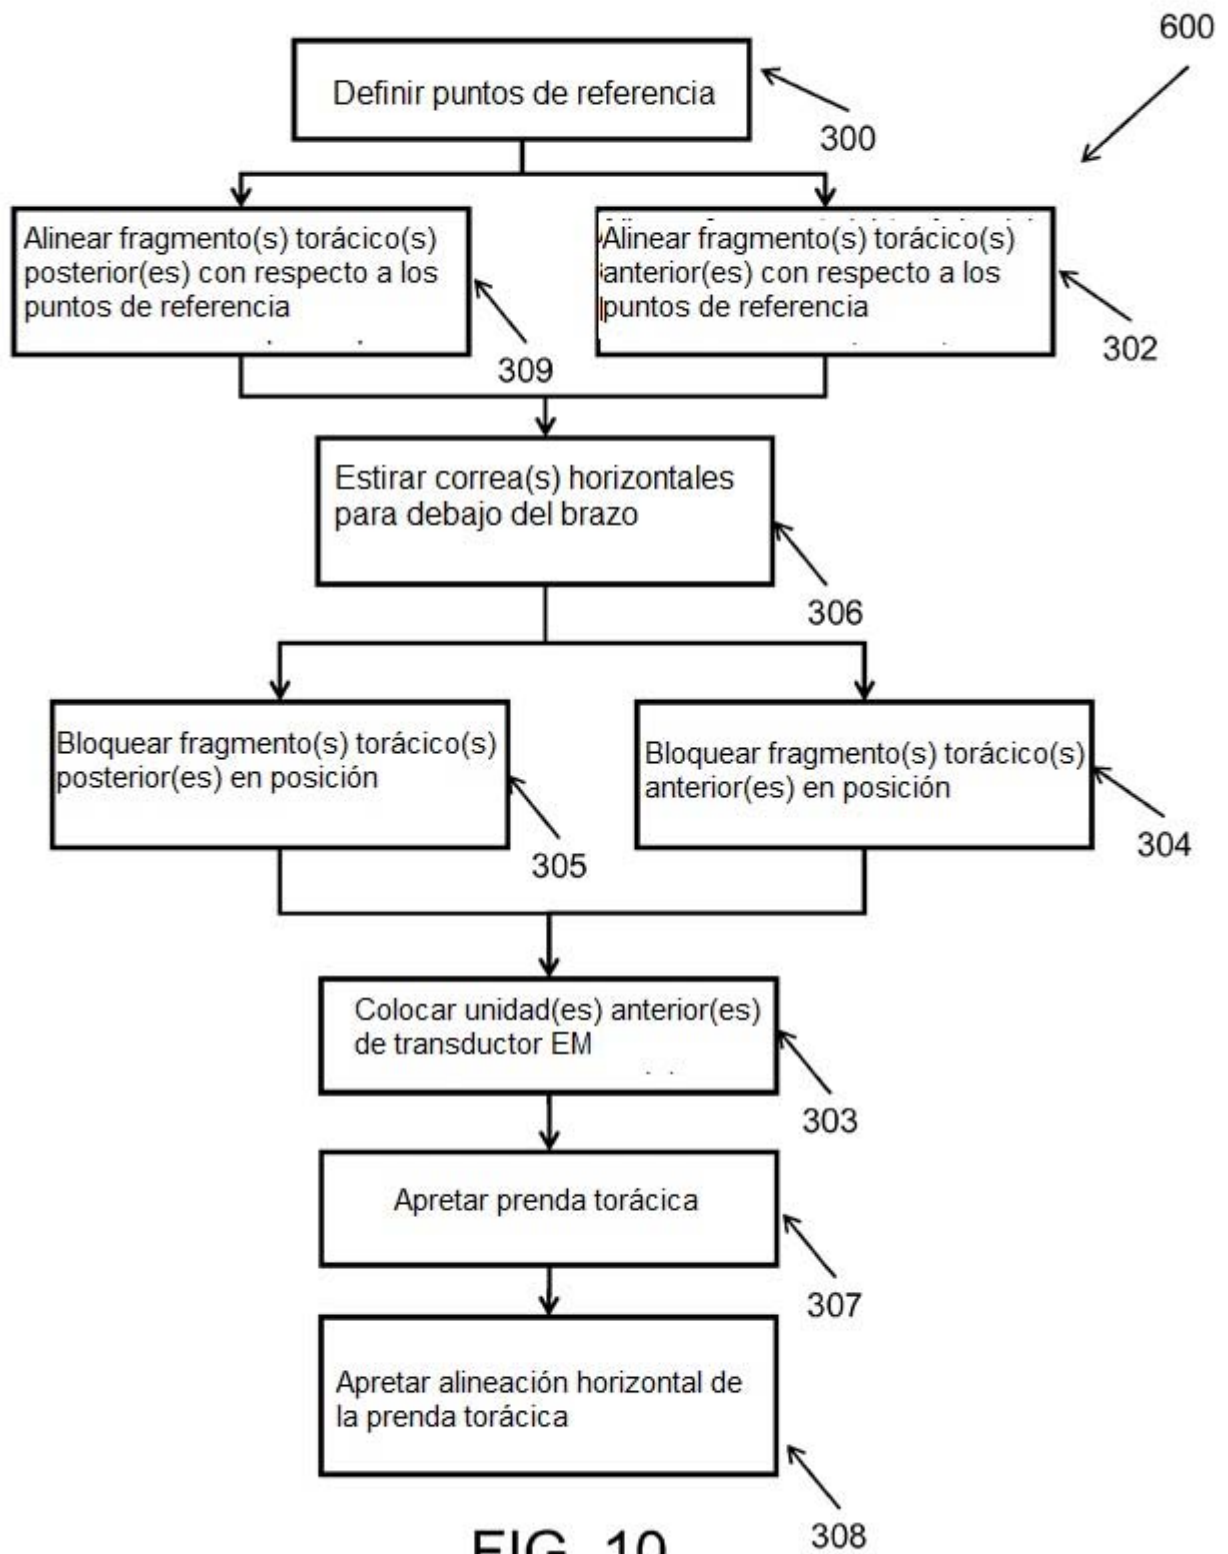 600
Definir puntos de referencia
300
Alinear fragmento(s) torácico(s)
posterior(es) con respecto a los
puntos de referencia
309
Alinear fragmento(s) torácico(s)
anterior(es) con respecto a los
puntos de referencia
302
Estirar correa(s) horizontales
para debajo del brazo
306
Bloquear fragmento(s) torácico(s)
posterior(es) en posición
305
Bloquear fragmento(s) torácico(s)
anterior(es) en posición
304
Colocar unidad(es) anterior(es)
de transductor EM
303
Apretar prenda torácica
307
Apretar alineación horizontal de
la prenda torácica
308
FIG. 10